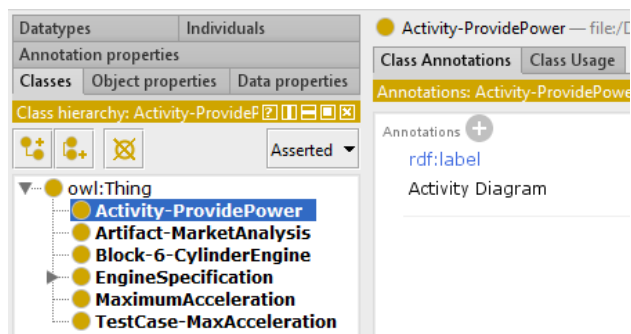 Datatypes Individuals
Annotation properties
Classes Object properties Data properties
Class hierarchy: Activity-ProvideP
Asserted
owl:Thing
Activity-ProvidePower
Artifact-MarketAnalysis
Block-6-CylinderEngine
EngineSpecification
MaximumAcceleration
TestCase-MaxAcceleration
Activity-ProvidePower — file:/D
Class Annotations Class Usage
Annotations: Activity-ProvidePowe
Annotations
rdf:label
Activity Diagram